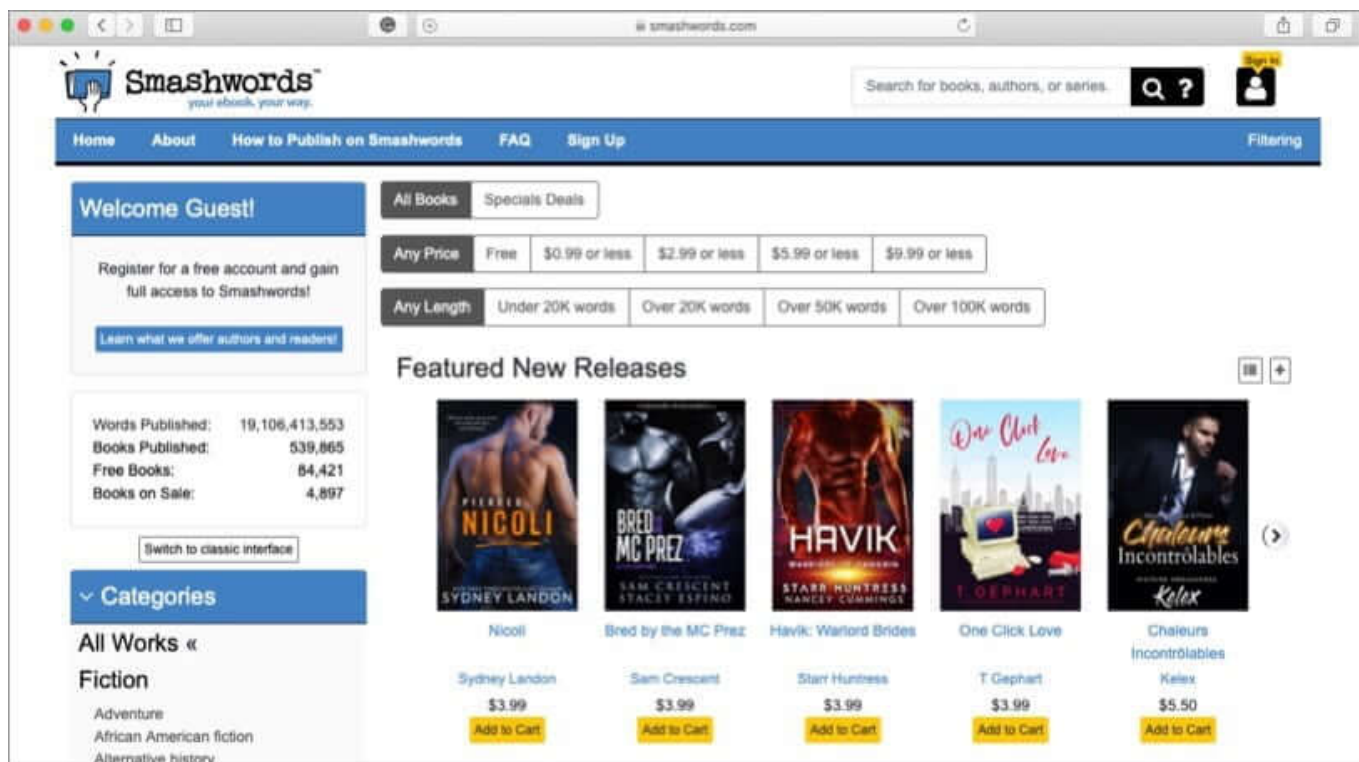 smashwords.com
Smashwords™
your ebook, your way.
Search for books, authors, or series.
?
Sign In
Home About How to Publish on Smashwords FAQ Sign Up Filtering
Welcome Guest!
Register for a free account and gain
full access to Smashwords!
Learn what we offer authors and readers!
Words Published: 19,106,413,553
Books Published: 539,865
Free Books: 84,421
Books on Sale: 4,897
Switch to classic interface
Categories
All Works «
Fiction
Adventure
African American fiction
Alternative history
All Books Specials Deals
Any Price Free $0.99 or less $2.99 or less $5.99 or less $9.99 or less
Any Length Under 20K words Over 20K words Over 50K words Over 100K words
Featured New Releases
PIERCED
NICOLI
SYDNEY LANDON
BRED
MC PREZ
SAM CRESCENT
STACEY ESPINO
HAVIK
STARR HUNTRESS
NANCEY CUMMINGS
One Click
Love
T GEPHART
Chaleurs
Incontrôlables
Kelex
Nicoli
Sydney Landon
$3.99
Add to Cart
Bred by the MC Prez
Sam Crescent
$3.99
Add to Cart
Havik: Warlord Brides
Starr Huntress
$3.99
Add to Cart
One Click Love
T Gephart
$3.99
Add to Cart
Chaleurs
Incontrôlables
Kelex
$5.50
Add to Cart